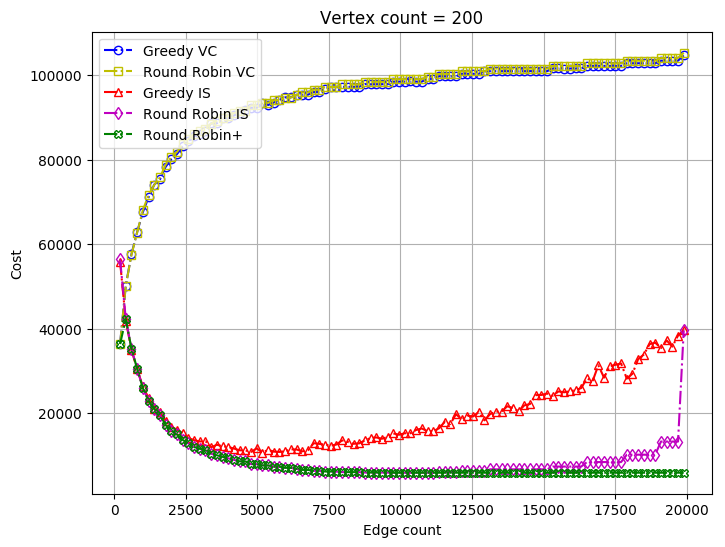 Vertex count = 200
Greedy VC
Round Robin VC
Greedy IS
Round Robin IS
Round Robin+
100000
80000
60000
40000
20000
Cost
0 2500 5000 7500 10000 12500 15000 17500 20000
Edge count